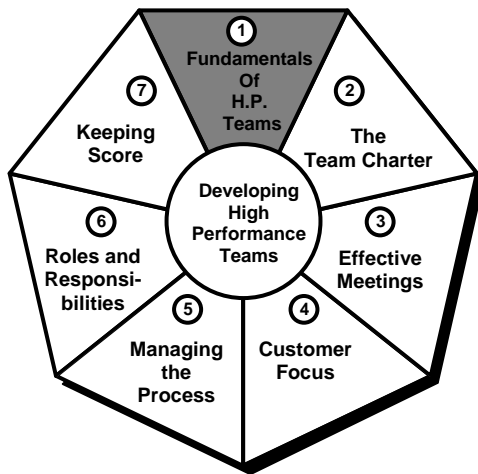 1
Fundamentals
Of
H.P.
Teams
2
The
Team Charter
3
Effective
Meetings
4
Customer
Focus
5
Managing
the
Process
6
Roles and
Responsi-
bilities
7
Keeping
Score
Developing
High
Performance
Teams